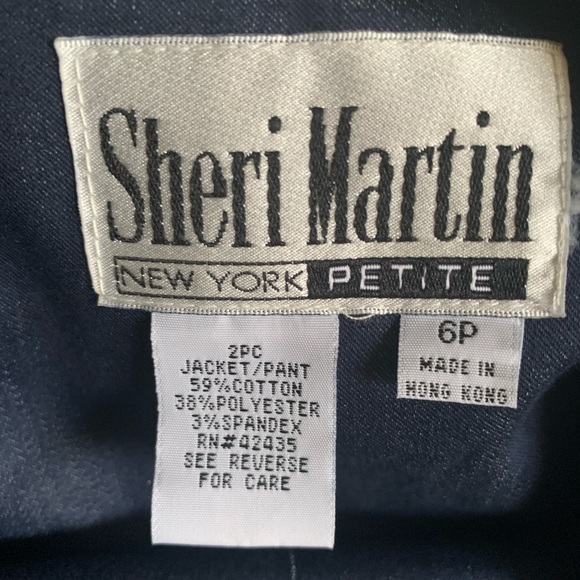 Sheri Martin
NEW YORK PETITE
2PC
JACKET/PANT
59%COTTON
38%POLYESTER
3%SPANDEX
RN#42435
SEE REVERSE
FOR CARE
6P
MADE IN
HONG KONG